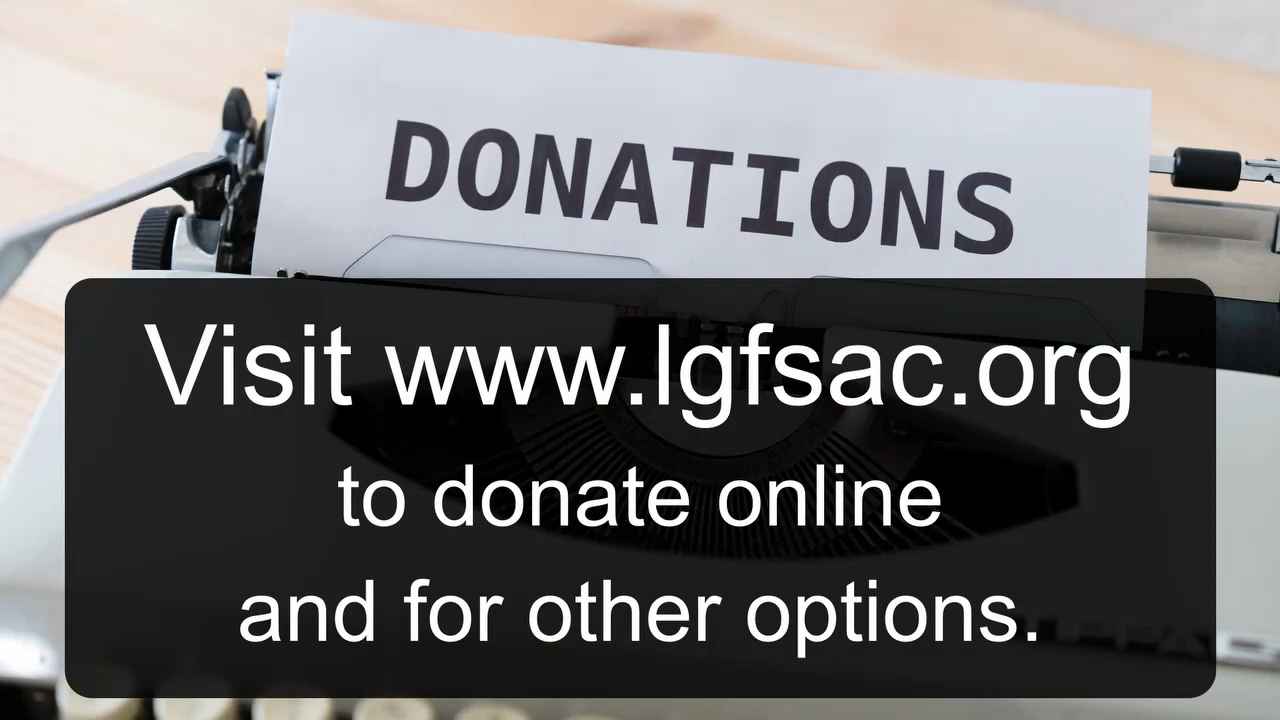 DONATIONS
Visit www.lgfsac.org
to donate online
and for other options.